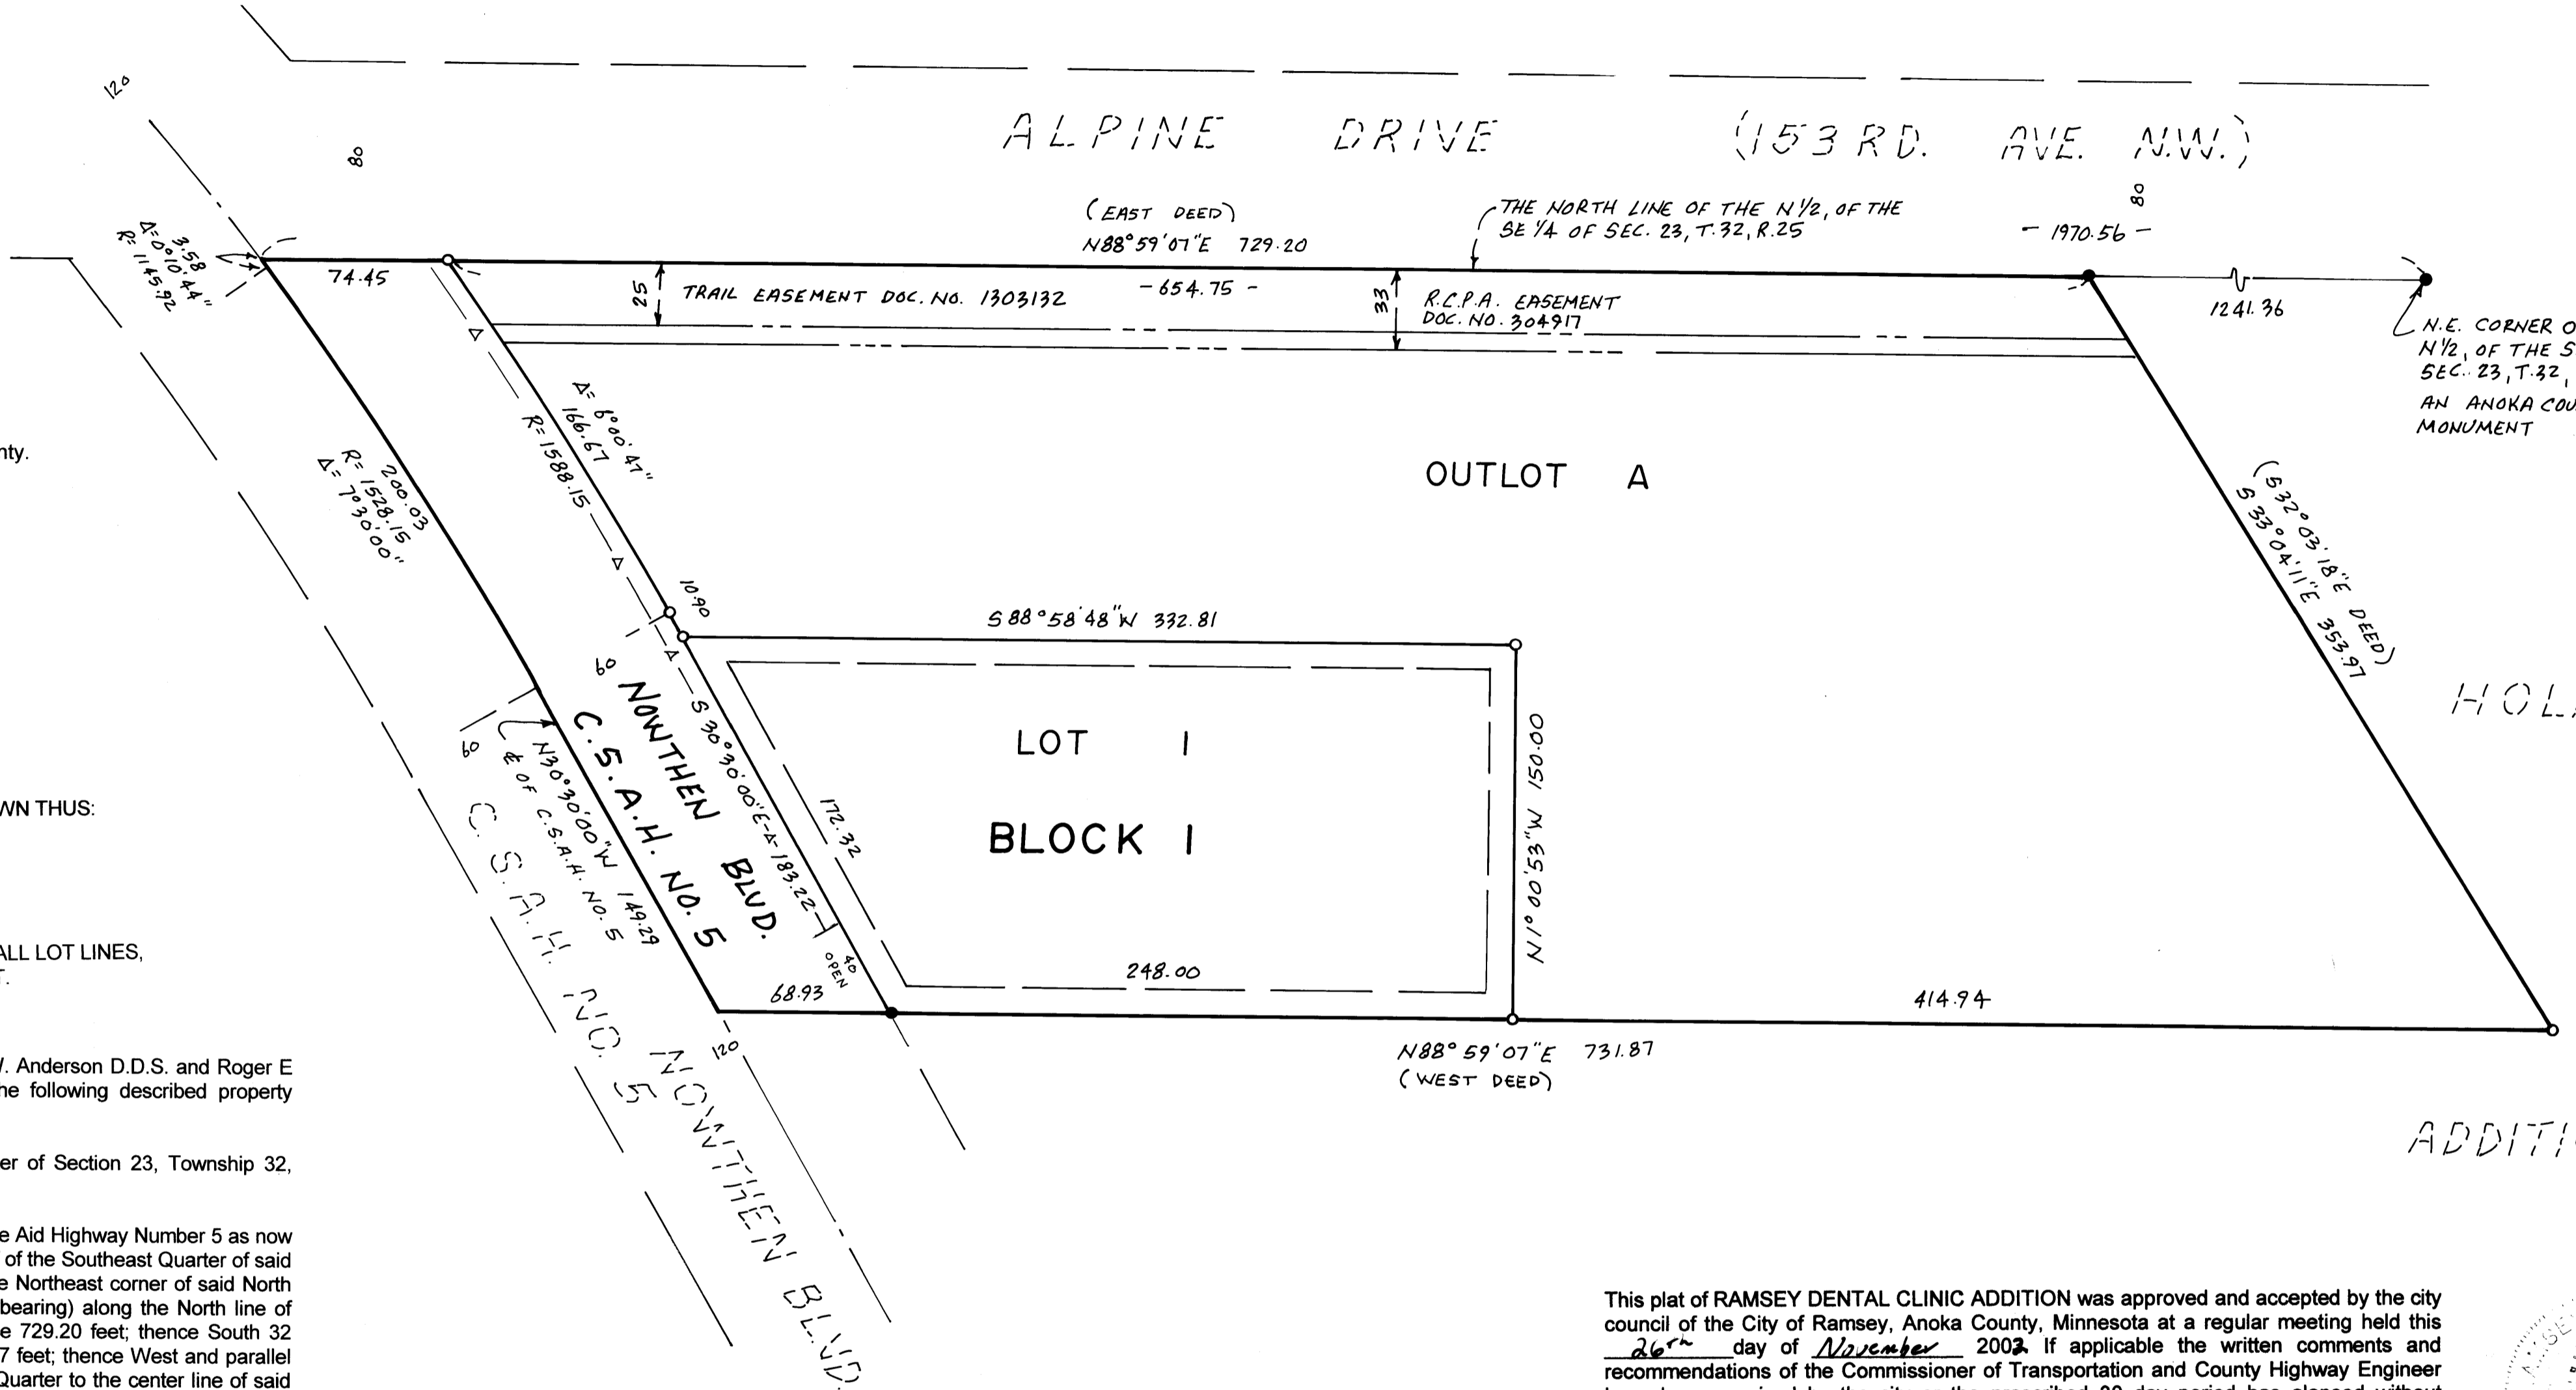 120
80
ALPINE DRIVE (153RD. AVE. N.W.)
80
(EAST DEED)
N88°59'07"E 729.20
THE NORTH LINE OF THE N 1/2, OF THE
SE 1/4 OF SEC. 23, T.32, R.25
- 1970.56 -
3.58
Δ=0°10'44"
R=1145.92
74.45
25
TRAIL EASEMENT DOC. NO. 1303132
- 654.75 -
33
R.C.P.A. EASEMENT
DOC. NO. 304917
1241.36
N.E. CORNER O
N 1/2, OF THE S
SEC. 23, T.32,
AN ANOKA COU
MONUMENT
Δ= 6°00'47"
166.67
R=1588.15
200.03
R=1528.15
Δ= 7°30'00"
nty.
OUTLOT A
(S32°03'18"E DEED)
S 33°04'11"E 353.97
10.90
S 88°58'48"W 332.81
60
60
NOWTHEN BLVD.
C.S.A.H. NO. 5
S 30°30'00"E-Δ-183.22
172.32
LOT 1
BLOCK 1
N1°00'53"W 150.00
HOL
N30°30'00"W 149.29
℄ OF C.S.A.H. NO. 5
C.S.A.H. NO. 5
WN THUS:
ALL LOT LINES,
T.
40
OPEN
68.93
248.00
414.94
120
NOWTHEN BLVD.
N88°59'07"E 731.87
(WEST DEED)
ADDITI
. Anderson D.D.S. and Roger E
he following described property
er of Section 23, Township 32,
e Aid Highway Number 5 as now
of the Southeast Quarter of said
e Northeast corner of said North
bearing) along the North line of
e 729.20 feet; thence South 32
7 feet; thence West and parallel
Quarter to the center line of said
This plat of RAMSEY DENTAL CLINIC ADDITION was approved and accepted by the city
council of the City of Ramsey, Anoka County, Minnesota at a regular meeting held this
26th day of November 2002. If applicable the written comments and
recommendations of the Commissioner of Transportation and County Highway Engineer